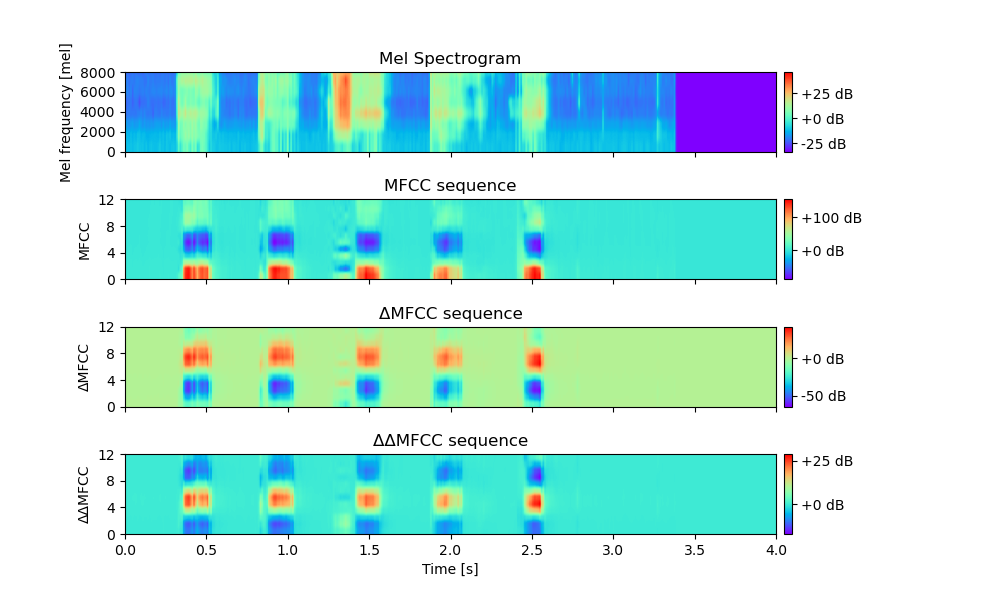 Mel Spectrogram
Mel frequency [mel]
8000
6000
4000
2000
0
+25 dB
+0 dB
-25 dB
MFCC sequence
MFCC
12
8
4
0
+100 dB
+0 dB
ΔMFCC sequence
ΔMFCC
12
8
4
0
+0 dB
-50 dB
ΔΔMFCC sequence
ΔΔMFCC
12
8
4
0
+25 dB
+0 dB
0.0 0.5 1.0 1.5 2.0 2.5 3.0 3.5 4.0
Time [s]